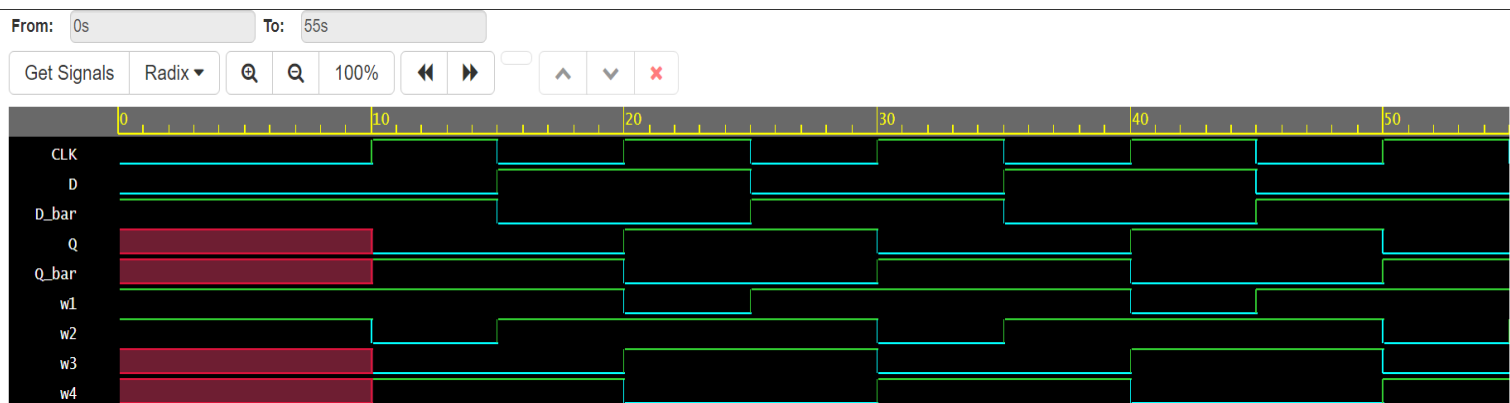 From: 0s To: 55s
Get Signals Radix 100%
0 10 20 30 40 50
CLK
D
D_bar
Q
Q_bar
w1
w2
w3
w4